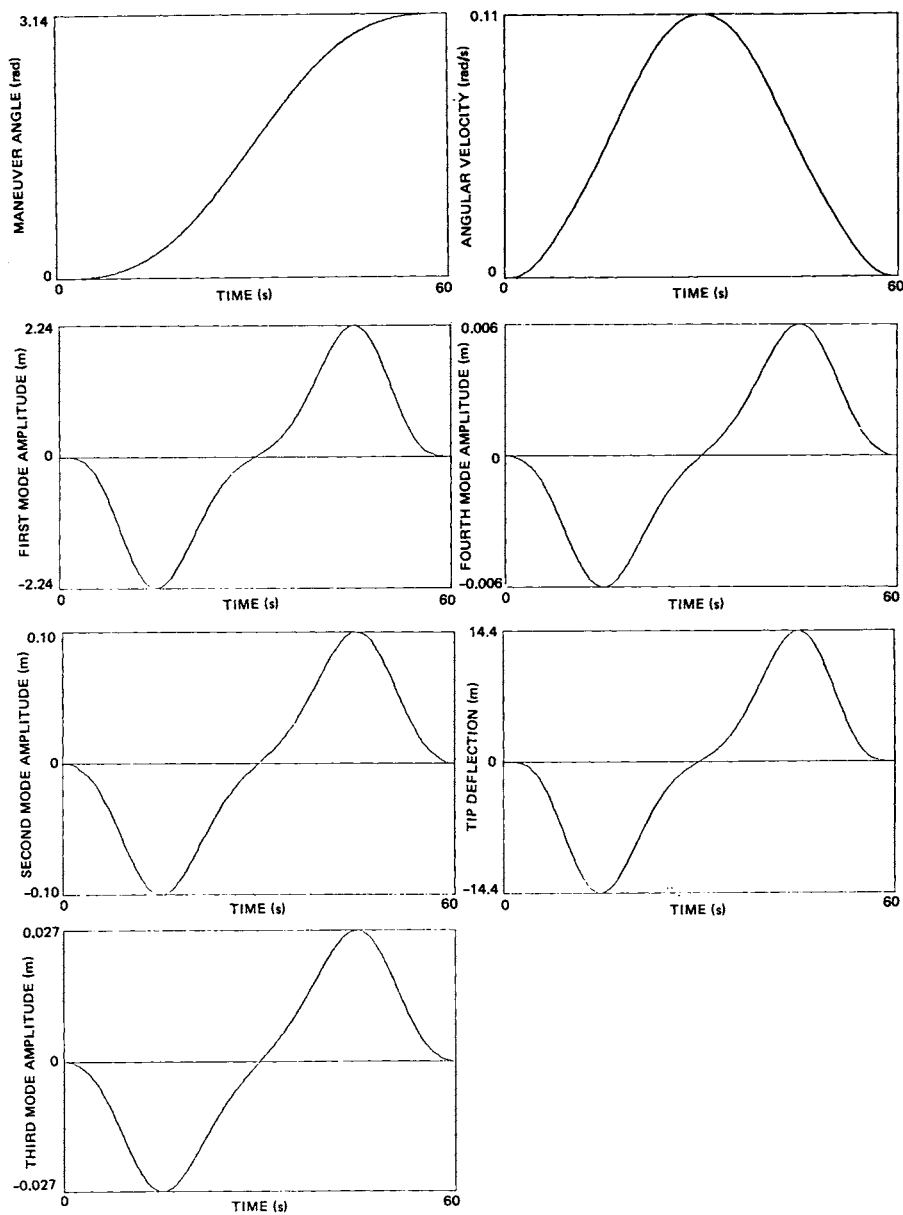 3.14
MANEUVER ANGLE (rad)
0
0
TIME (s)
60
0.11
ANGULAR VELOCITY (rad/s)
0
0
TIME (s)
60
2.24
FIRST MODE AMPLITUDE (m)
0
-2.24
0
TIME (s)
60
0.006
FOURTH MODE AMPLITUDE (m)
0
-0.006
0
TIME (s)
60
0.10
SECOND MODE AMPLITUDE (m)
0
-0.10
0
TIME (s)
60
14.4
TIP DEFLECTION (m)
0
-14.4
0
TIME (s)
60
0.027
THIRD MODE AMPLITUDE (m)
0
-0.027
0
TIME (s)
60